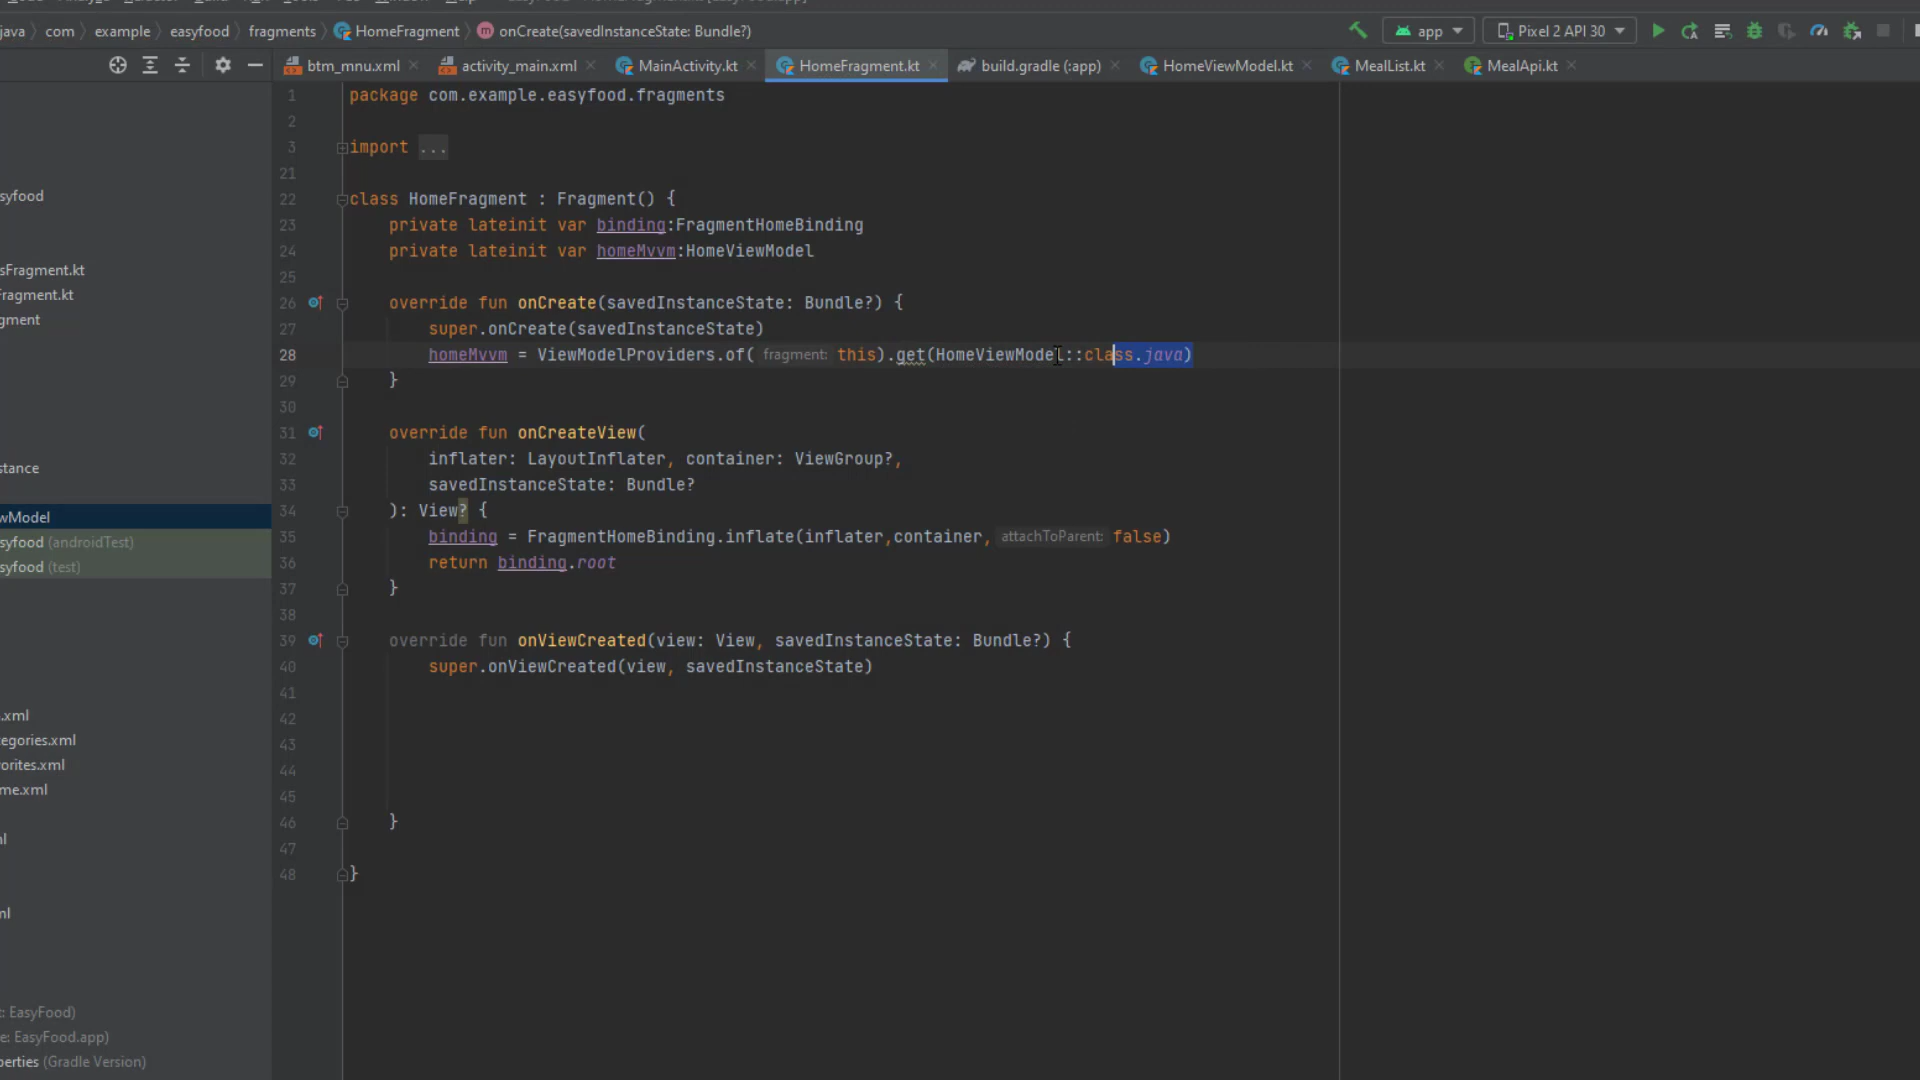 java com example easyfood fragments HomeFragment onCreate(savedInstanceState: Bundle?) app Pixel 2 API 30
btm_mnu.xml activity_main.xml MainActivity.kt HomeFragment.kt build.gradle (:app) HomeViewModel.kt MealList.kt MealApi.kt
syfood
sFragment.kt
Fragment.kt
gment
stance
wModel
syfood (androidTest)
syfood (test)
.xml
egories.xml
orites.xml
me.xml
ml
ml
t: EasyFood)
e: EasyFood.app)
perties (Gradle Version)
1 package com.example.easyfood.fragments
2
3 import ...
21
22 class HomeFragment : Fragment() {
23 private lateinit var binding:FragmentHomeBinding
24 private lateinit var homeMvvm:HomeViewModel
25
26 override fun onCreate(savedInstanceState: Bundle?) {
27 super.onCreate(savedInstanceState)
28 homeMvvm = ViewModelProviders.of( fragment: this).get(HomeViewModel::class.java)
29 }
30
31 override fun onCreateView(
32 inflater: LayoutInflater, container: ViewGroup?,
33 savedInstanceState: Bundle?
34 ): View? {
35 binding = FragmentHomeBinding.inflate(inflater,container, attachToParent: false)
36 return binding.root
37 }
38
39 override fun onViewCreated(view: View, savedInstanceState: Bundle?) {
40 super.onViewCreated(view, savedInstanceState)
41
42
43
44
45
46 }
47
48 }